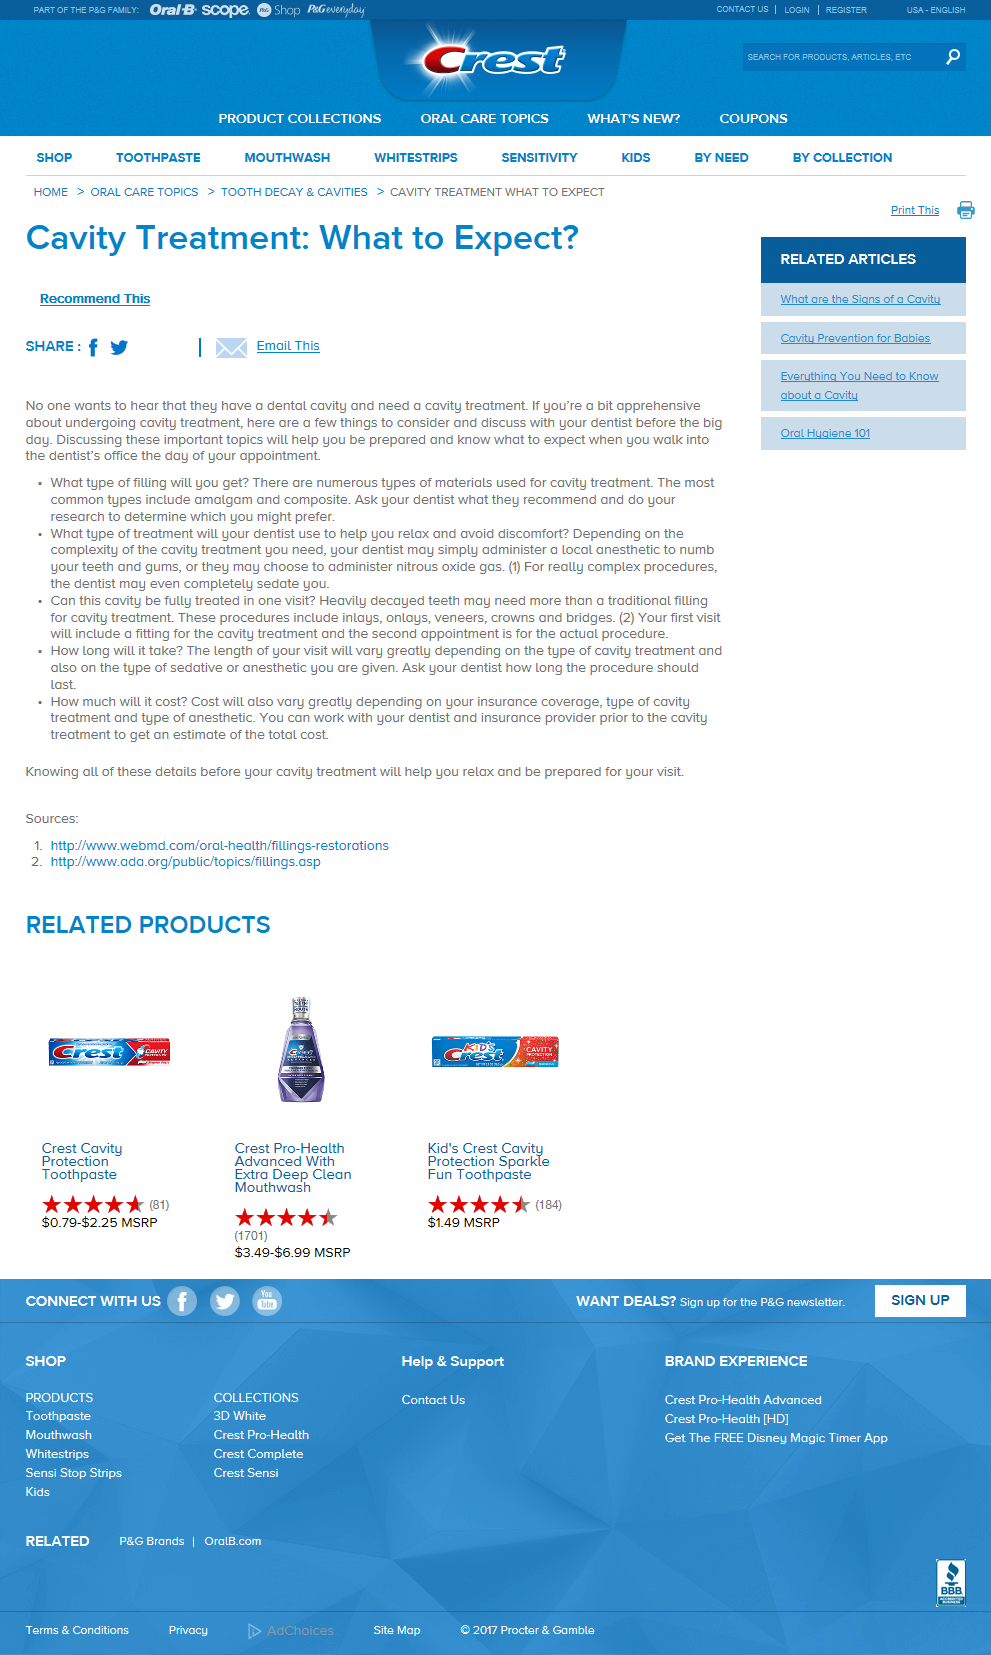 PART OF THE P&G FAMILY: Oral-B scope P&G Shop P&G everyday
CONTACT US | LOGIN | REGISTER USA - ENGLISH
Crest
SEARCH FOR PRODUCTS, ARTICLES, ETC
PRODUCT COLLECTIONS ORAL CARE TOPICS WHAT'S NEW? COUPONS
SHOP TOOTHPASTE MOUTHWASH WHITESTRIPS SENSITIVITY KIDS BY NEED BY COLLECTION
HOME > ORAL CARE TOPICS > TOOTH DECAY & CAVITIES > CAVITY TREATMENT WHAT TO EXPECT
Print This
Cavity Treatment: What to Expect?
Recommend This
SHARE :
| Email This
RELATED ARTICLES
What are the Signs of a Cavity
Cavity Prevention for Babies
Everything You Need to Know
about a Cavity
Oral Hygiene 101
No one wants to hear that they have a dental cavity and need a cavity treatment. If you're a bit apprehensive
about undergoing cavity treatment, here are a few things to consider and discuss with your dentist before the big
day. Discussing these important topics will help you be prepared and know what to expect when you walk into
the dentist's office the day of your appointment.
• What type of filling will you get? There are numerous types of materials used for cavity treatment. The most
common types include amalgam and composite. Ask your dentist what they recommend and do your
research to determine which you might prefer.
• What type of treatment will your dentist use to help you relax and avoid discomfort? Depending on the
complexity of the cavity treatment you need, your dentist may simply administer a local anesthetic to numb
your teeth and gums, or they may choose to administer nitrous oxide gas. (1) For really complex procedures,
the dentist may even completely sedate you.
• Can this cavity be fully treated in one visit? Heavily decayed teeth may need more than a traditional filling
for cavity treatment. These procedures include inlays, onlays, veneers, crowns and bridges. (2) Your first visit
will include a fitting for the cavity treatment and the second appointment is for the actual procedure.
• How long will it take? The length of your visit will vary greatly depending on the type of cavity treatment and
also on the type of sedative or anesthetic you are given. Ask your dentist how long the procedure should
last.
• How much will it cost? Cost will also vary greatly depending on your insurance coverage, type of cavity
treatment and type of anesthetic. You can work with your dentist and insurance provider prior to the cavity
treatment to get an estimate of the total cost.
Knowing all of these details before your cavity treatment will help you relax and be prepared for your visit.
Sources:
1. http://www.webmd.com/oral-health/fillings-restorations
2. http://www.ada.org/public/topics/fillings.asp
RELATED PRODUCTS
Crest CAVITY
Crest
KID'S Crest CAVITY PROTECTION
Crest Cavity
Protection
Toothpaste
(81)
$0.79-$2.25 MSRP
Crest Pro-Health
Advanced With
Extra Deep Clean
Mouthwash
(1701)
$3.49-$6.99 MSRP
Kid's Crest Cavity
Protection Sparkle
Fun Toothpaste
(184)
$1.49 MSRP
CONNECT WITH US You Tube
WANT DEALS? Sign up for the P&G newsletter. SIGN UP
SHOP
PRODUCTS
Toothpaste
Mouthwash
Whitestrips
Sensi Stop Strips
Kids
COLLECTIONS
3D White
Crest Pro-Health
Crest Complete
Crest Sensi
Help & Support
Contact Us
BRAND EXPERIENCE
Crest Pro-Health Advanced
Crest Pro-Health [HD]
Get The FREE Disney Magic Timer App
RELATED P&G Brands | OralB.com
BBB
ACCREDITED
BUSINESS
Terms & Conditions Privacy AdChoices Site Map © 2017 Procter & Gamble